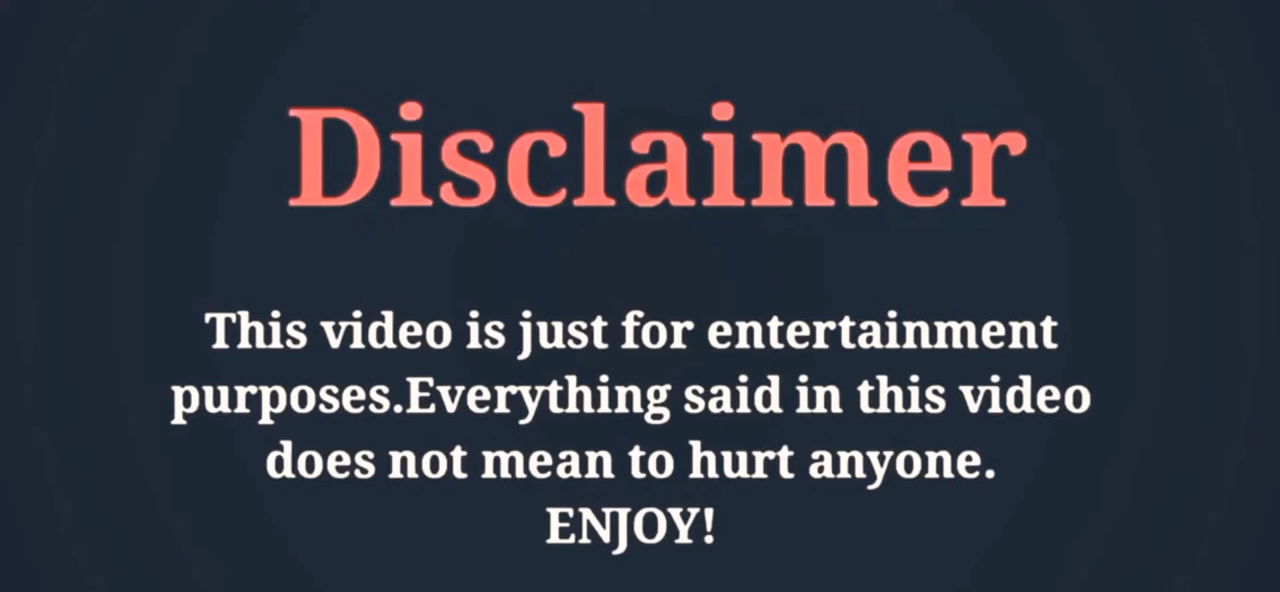 Disclaimer
This video is just for entertainment
purposes.Everything said in this video
does not mean to hurt anyone.
ENJOY!